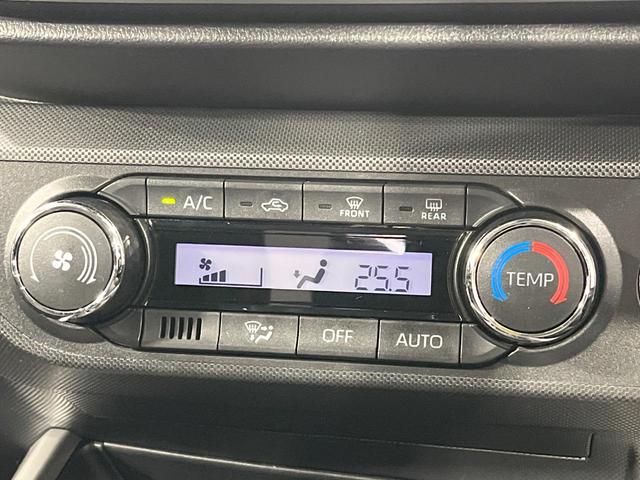 A/C
FRONT
REAR
25.5
TEMP
OFF
AUTO